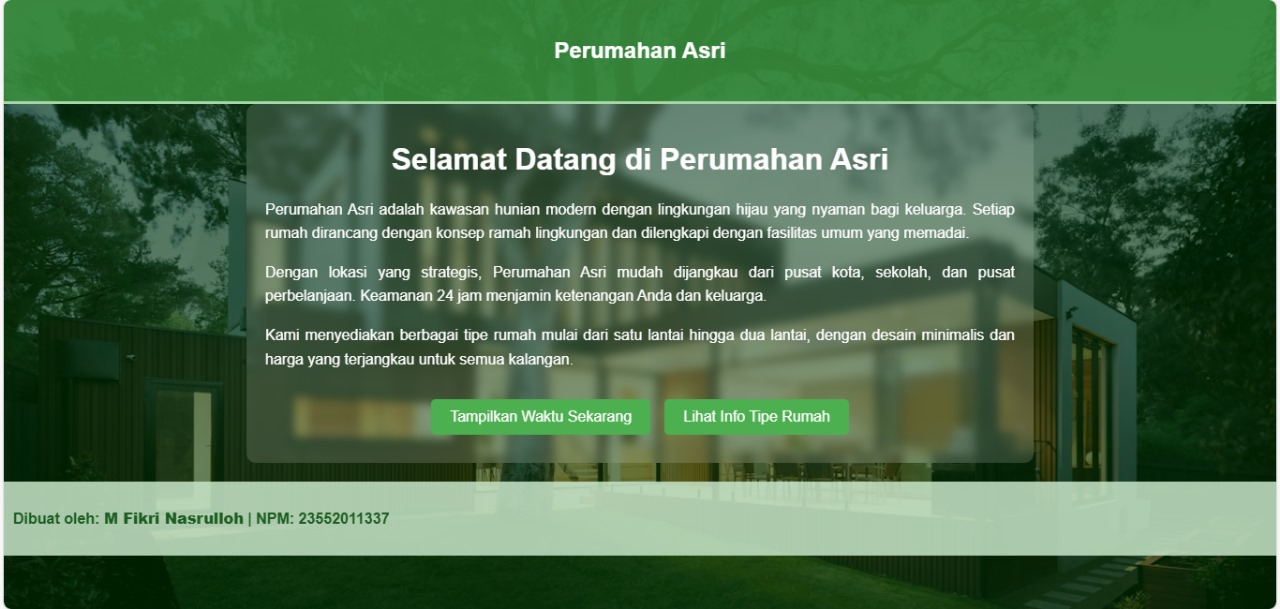 Perumahan Asri
Selamat Datang di Perumahan Asri
Perumahan Asri adalah kawasan hunian modern dengan lingkungan hijau yang nyaman bagi keluarga. Setiap
rumah dirancang dengan konsep ramah lingkungan dan dilengkapi dengan fasilitas umum yang memadai.
Dengan lokasi yang strategis, Perumahan Asri mudah dijangkau dari pusat kota, sekolah, dan pusat
perbelanjaan. Keamanan 24 jam menjamin ketenangan Anda dan keluarga.
Kami menyediakan berbagai tipe rumah mulai dari satu lantai hingga dua lantai, dengan desain minimalis dan
harga yang terjangkau untuk semua kalangan.
Tampilkan Waktu Sekarang Lihat Info Tipe Rumah
Dibuat oleh: M Fikri Nasrulloh | NPM: 23552011337